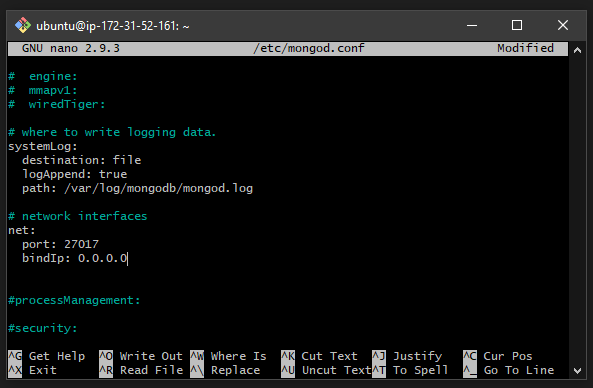 ubuntu@ip-172-31-52-161: ~
GNU nano 2.9.3 /etc/mongod.conf Modified
#  engine:
#  mmapv1:
#  wiredTiger:
# where to write logging data.
systemLog:
  destination: file
  logAppend: true
  path: /var/log/mongodb/mongod.log
# network interfaces
net:
  port: 27017
  bindIp: 0.0.0.0
#processManagement:
#security:
^G Get Help ^O Write Out ^W Where Is ^K Cut Text ^J Justify ^C Cur Pos
^X Exit ^R Read File ^\ Replace ^U Uncut Text ^T To Spell ^_ Go To Line